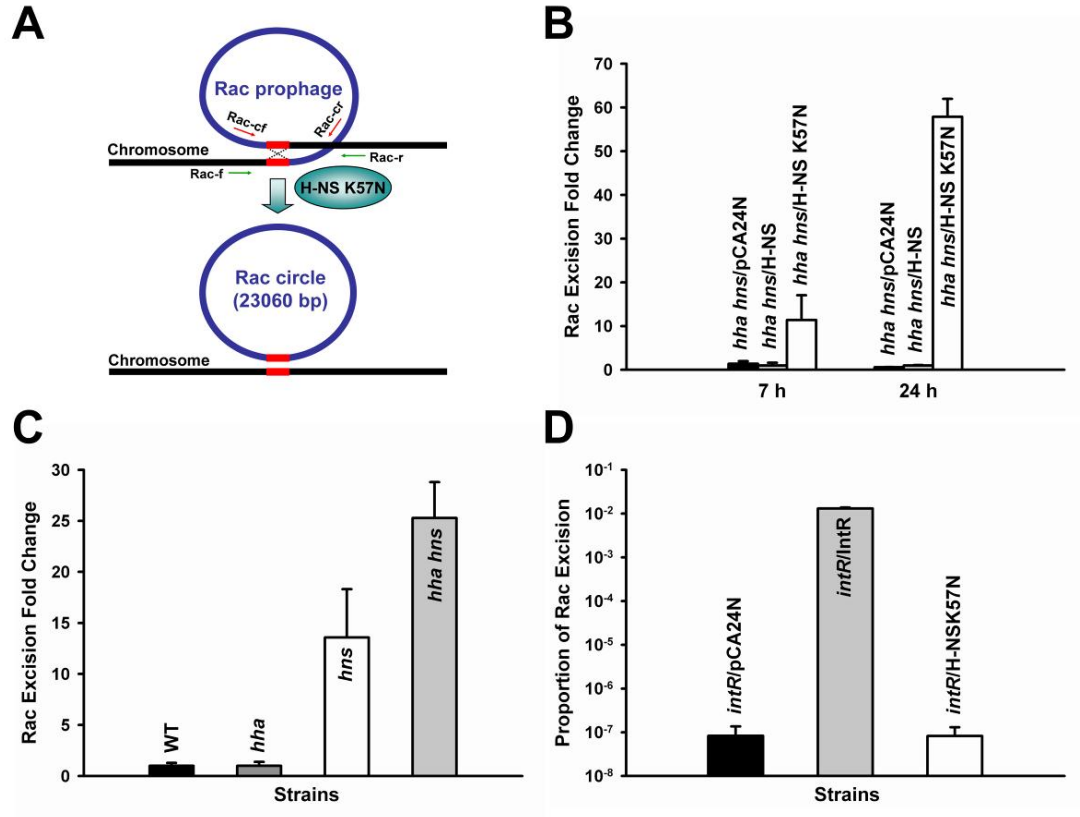 A
Rac prophage
Rac-cf
Rac-cr
Chromosome
Rac-r
Rac-f
H-NS K57N
Rac circle
(23060 bp)
Chromosome
B
Rac Excision Fold Change
70
60
50
40
30
20
10
0
hha hns/pCA24N
hha hns/H-NS
hha hns/H-NS K57N
hha hns/pCA24N
hha hns/H-NS
hha hns/H-NS K57N
7 h
24 h
C
Rac Excision Fold Change
30
25
20
15
10
5
0
WT
hha
hns
hha hns
Strains
D
Proportion of Rac Excision
10-1
10-2
10-3
10-4
10-5
10-6
10-7
10-8
intR/pCA24N
intR/IntR
intR/H-NSK57N
Strains